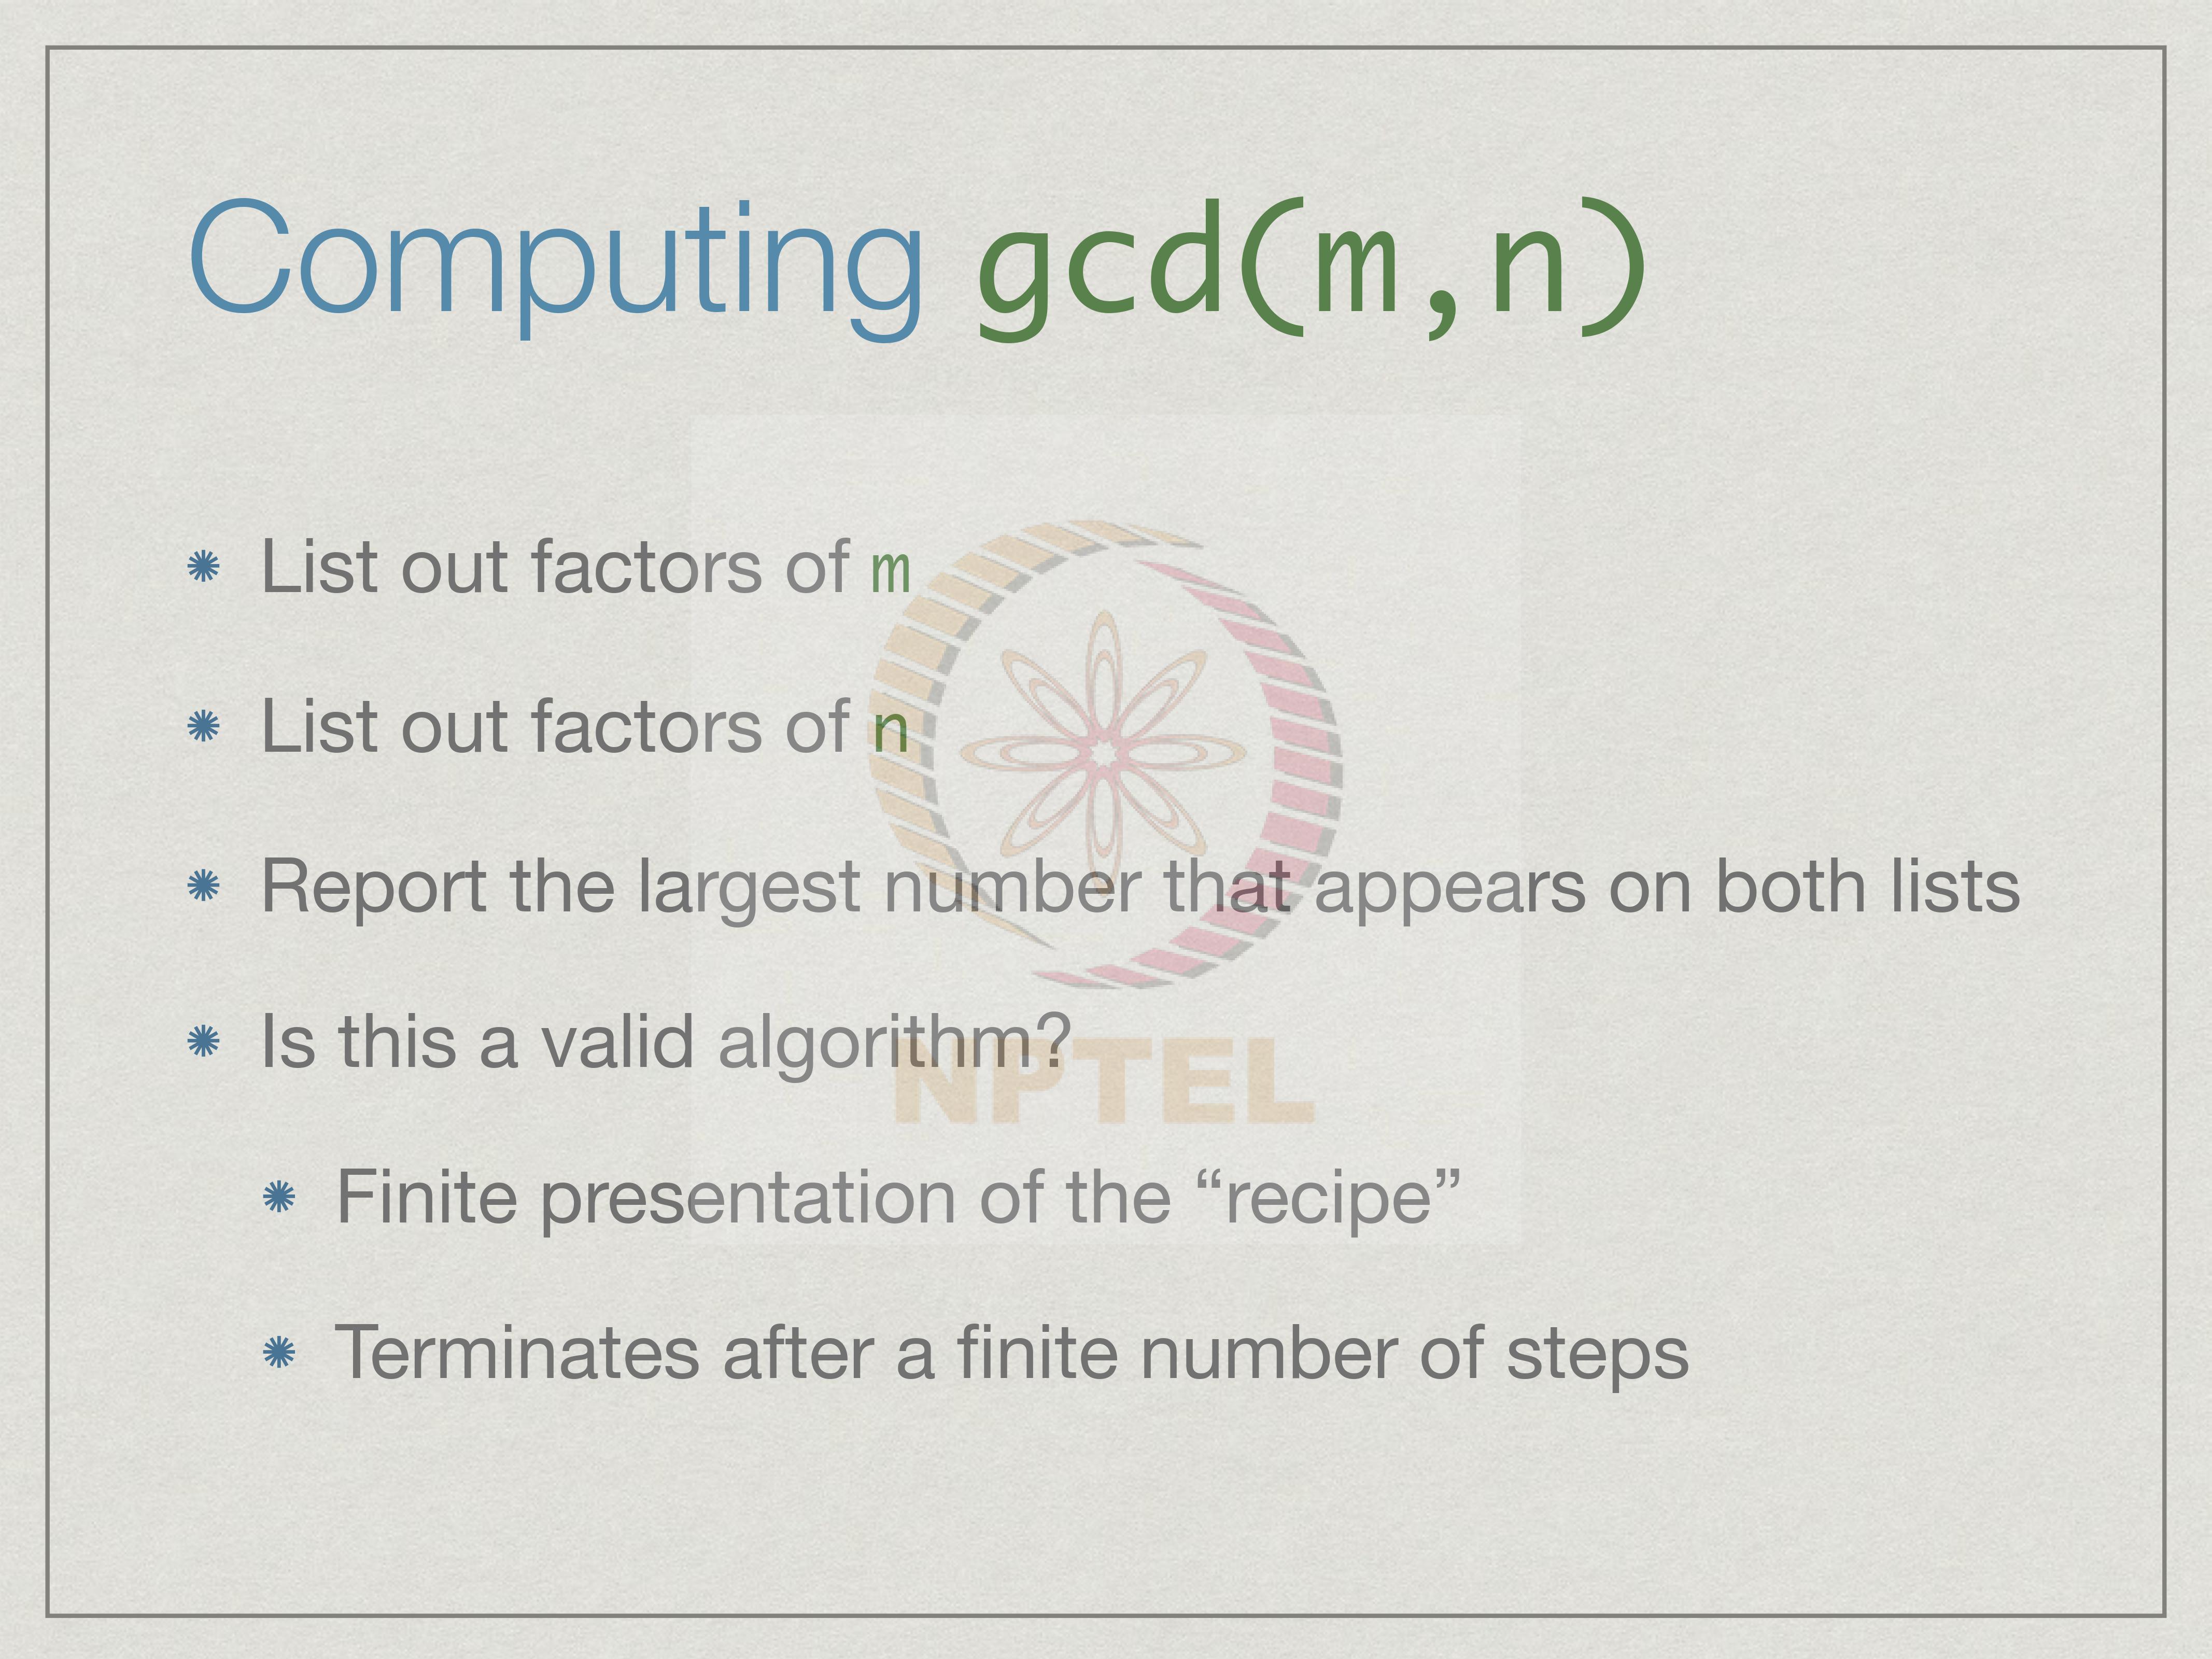 Computing gcd(m,n)
List out factors of m
List out factors of n
Report the largest number that appears on both lists
Is this a valid algorithm?
NPTEL
Finite presentation of the “recipe”
Terminates after a finite number of steps